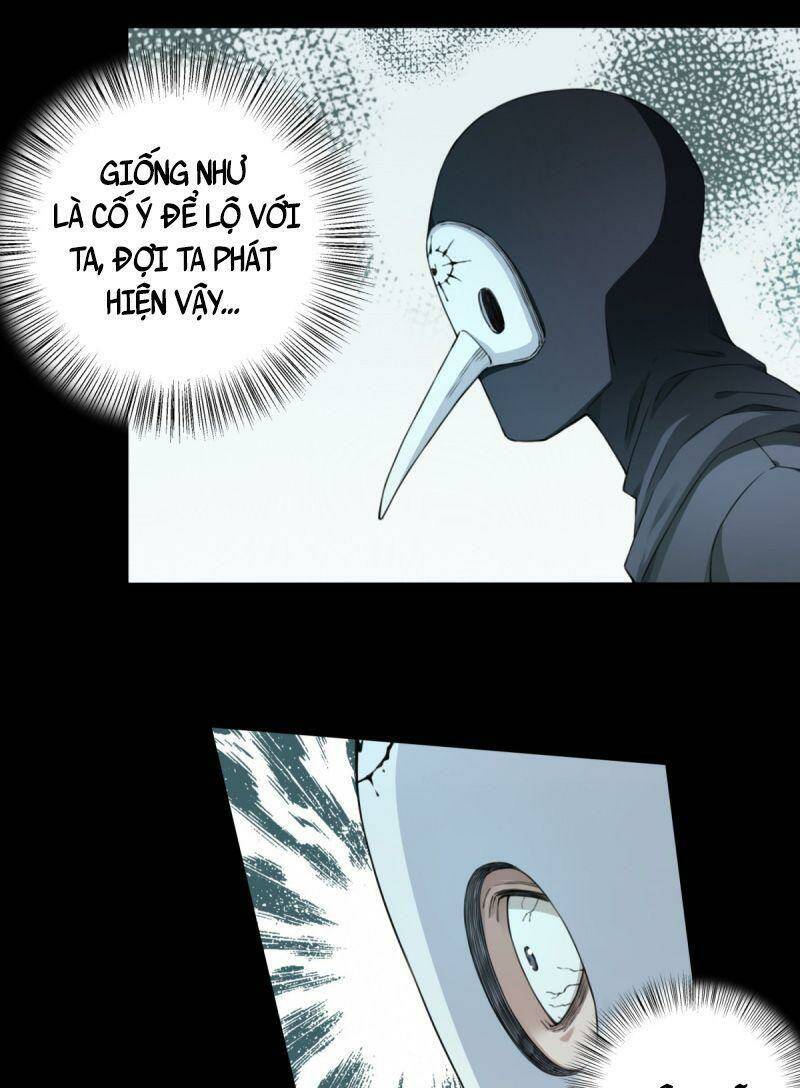 GIỐNG NHƯ
LÀ CỐ Ý ĐỂ LỘ VỚI
TA, ĐỢI TA PHÁT
HIỆN VẬY...